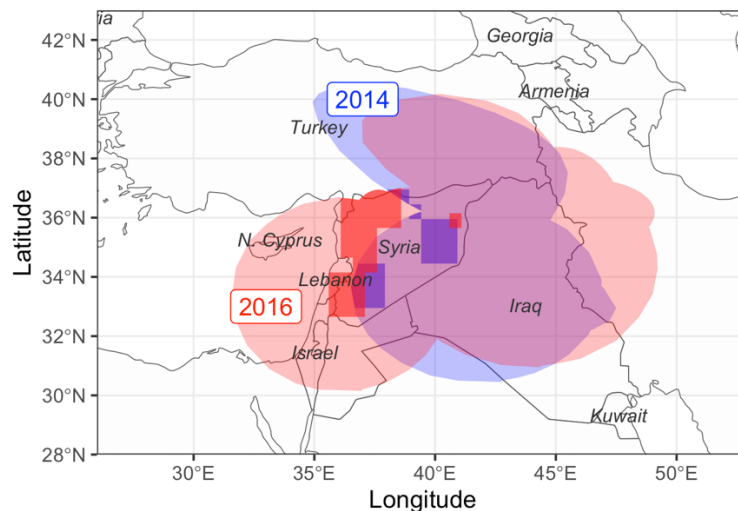 42°N
40°N
38°N
36°N
34°N
32°N
30°N
28°N
Latitude
ria
Georgia
Armenia
2014
Turkey
N. Cyprus
Syria
Lebanon
2016
Iraq
Israel
Kuwait
30°E
35°E
40°E
45°E
50°E
Longitude